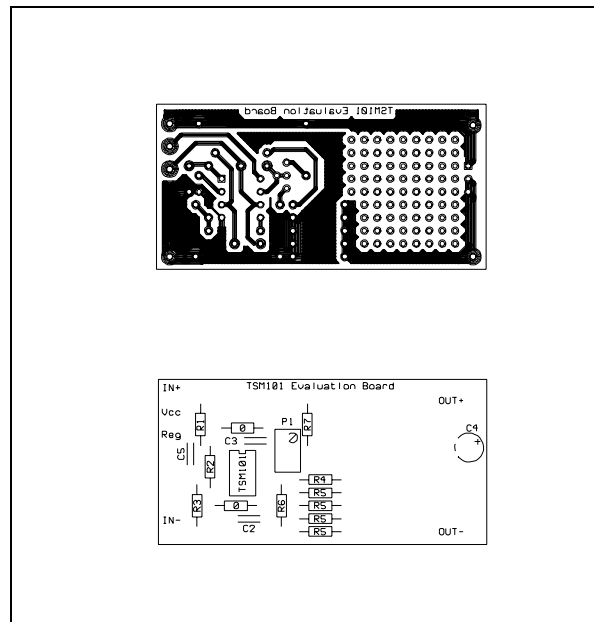 TSM101 Evaluation Board
TSM101 Evaluation Board
IN+
OUT+
Vcc
P1
R7
C4
+
R1
0
Reg
C3
C5
R2
TSM101
R4
R5
R3
0
R6
R5
R5
IN-
C2
R5
OUT-